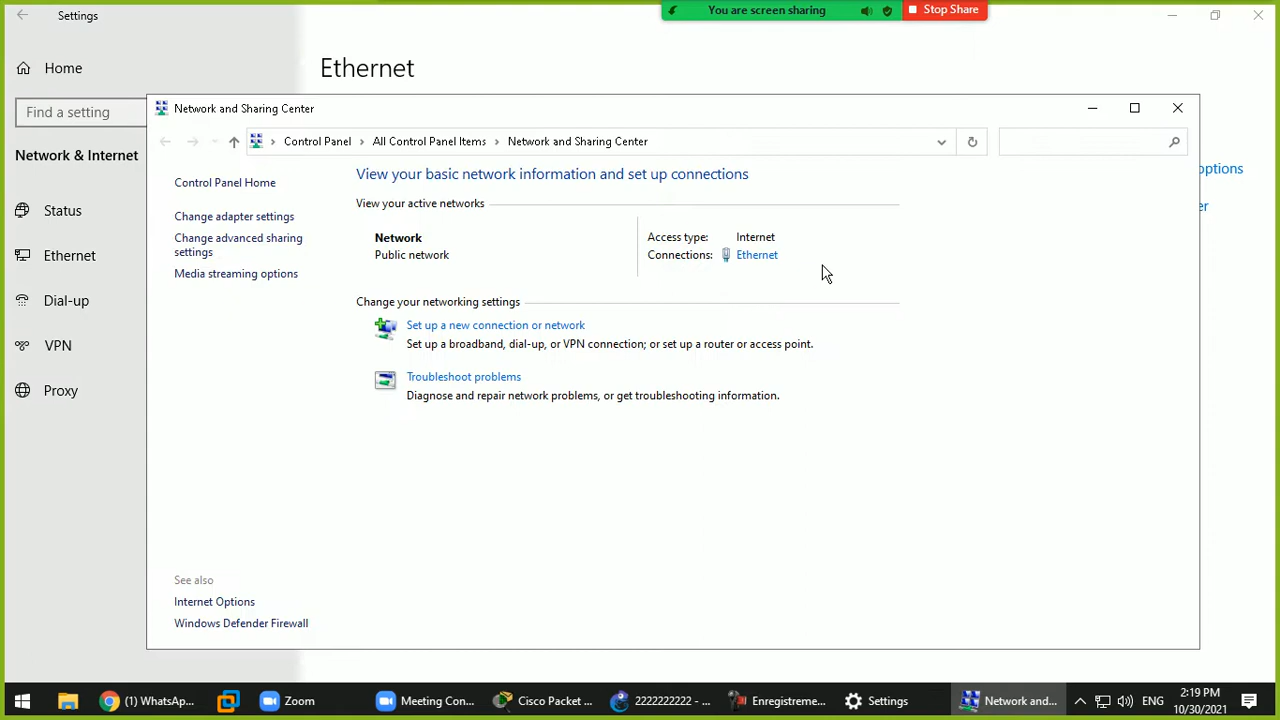 Settings
You are screen sharing
Stop Share
Home
Ethernet
Find a setting
Network and Sharing Center
Control Panel
All Control Panel Items
Network and Sharing Center
Network & Internet
Status
Ethernet
Dial-up
VPN
Proxy
Control Panel Home
Change adapter settings
Change advanced sharing
settings
Media streaming options
View your basic network information and set up connections
View your active networks
Network
Public network
Access type: Internet
Connections: Ethernet
Change your networking settings
Set up a new connection or network
Set up a broadband, dial-up, or VPN connection; or set up a router or access point.
Troubleshoot problems
Diagnose and repair network problems, or get troubleshooting information.
options
er
See also
Internet Options
Windows Defender Firewall
(1) WhatsAp...
Zoom
Meeting Con...
Cisco Packet ...
2222222222 - ...
Enregistreme...
Settings
Network and...
ENG
2:19 PM
10/30/2021